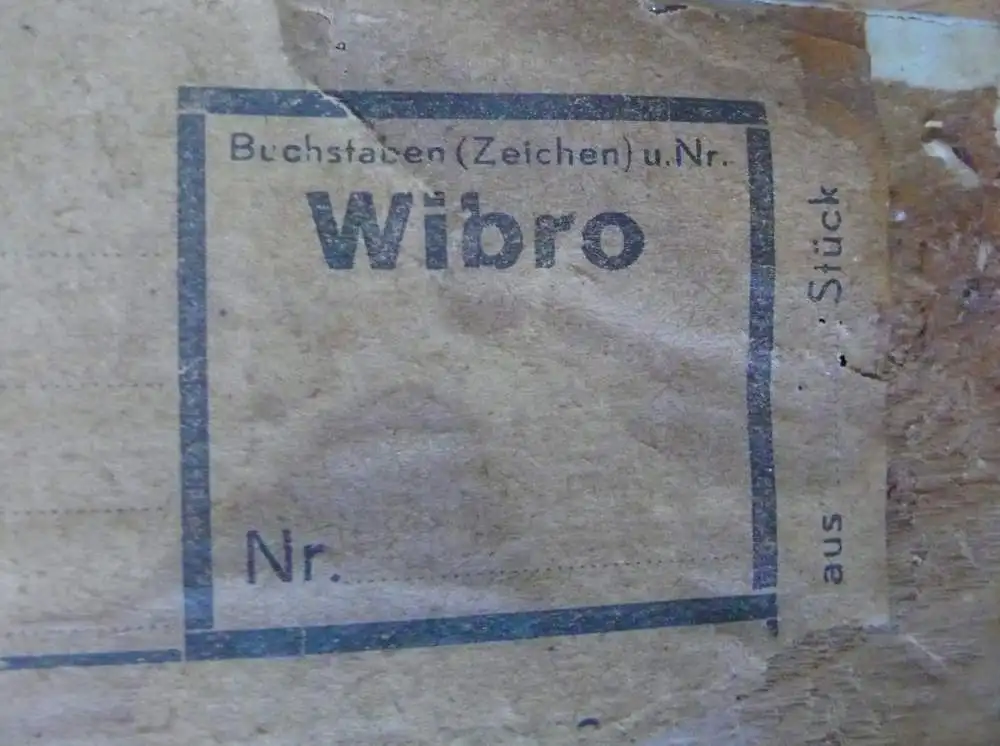 Buchstaben (Zeichen) u. Nr.
Wibro
Nr.
aus Stück